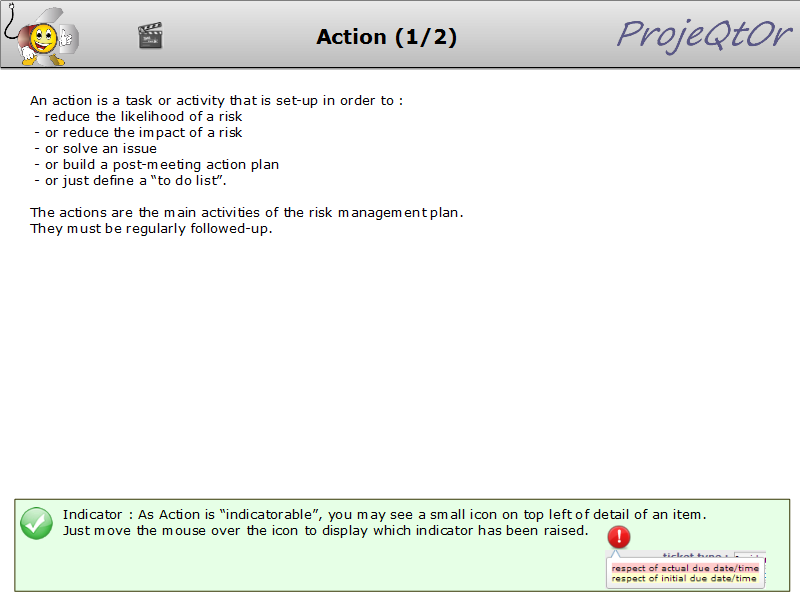 Action (1/2)
ProjeQtOr
An action is a task or activity that is set-up in order to :
- reduce the likelihood of a risk
- or reduce the impact of a risk
- or solve an issue
- or build a post-meeting action plan
- or just define a “to do list”.
The actions are the main activities of the risk management plan.
They must be regularly followed-up.
Indicator : As Action is “indicatorable”, you may see a small icon on top left of detail of an item.
Just move the mouse over the icon to display which indicator has been raised.
ticket type :
respect of actual due date/time
respect of initial due date/time